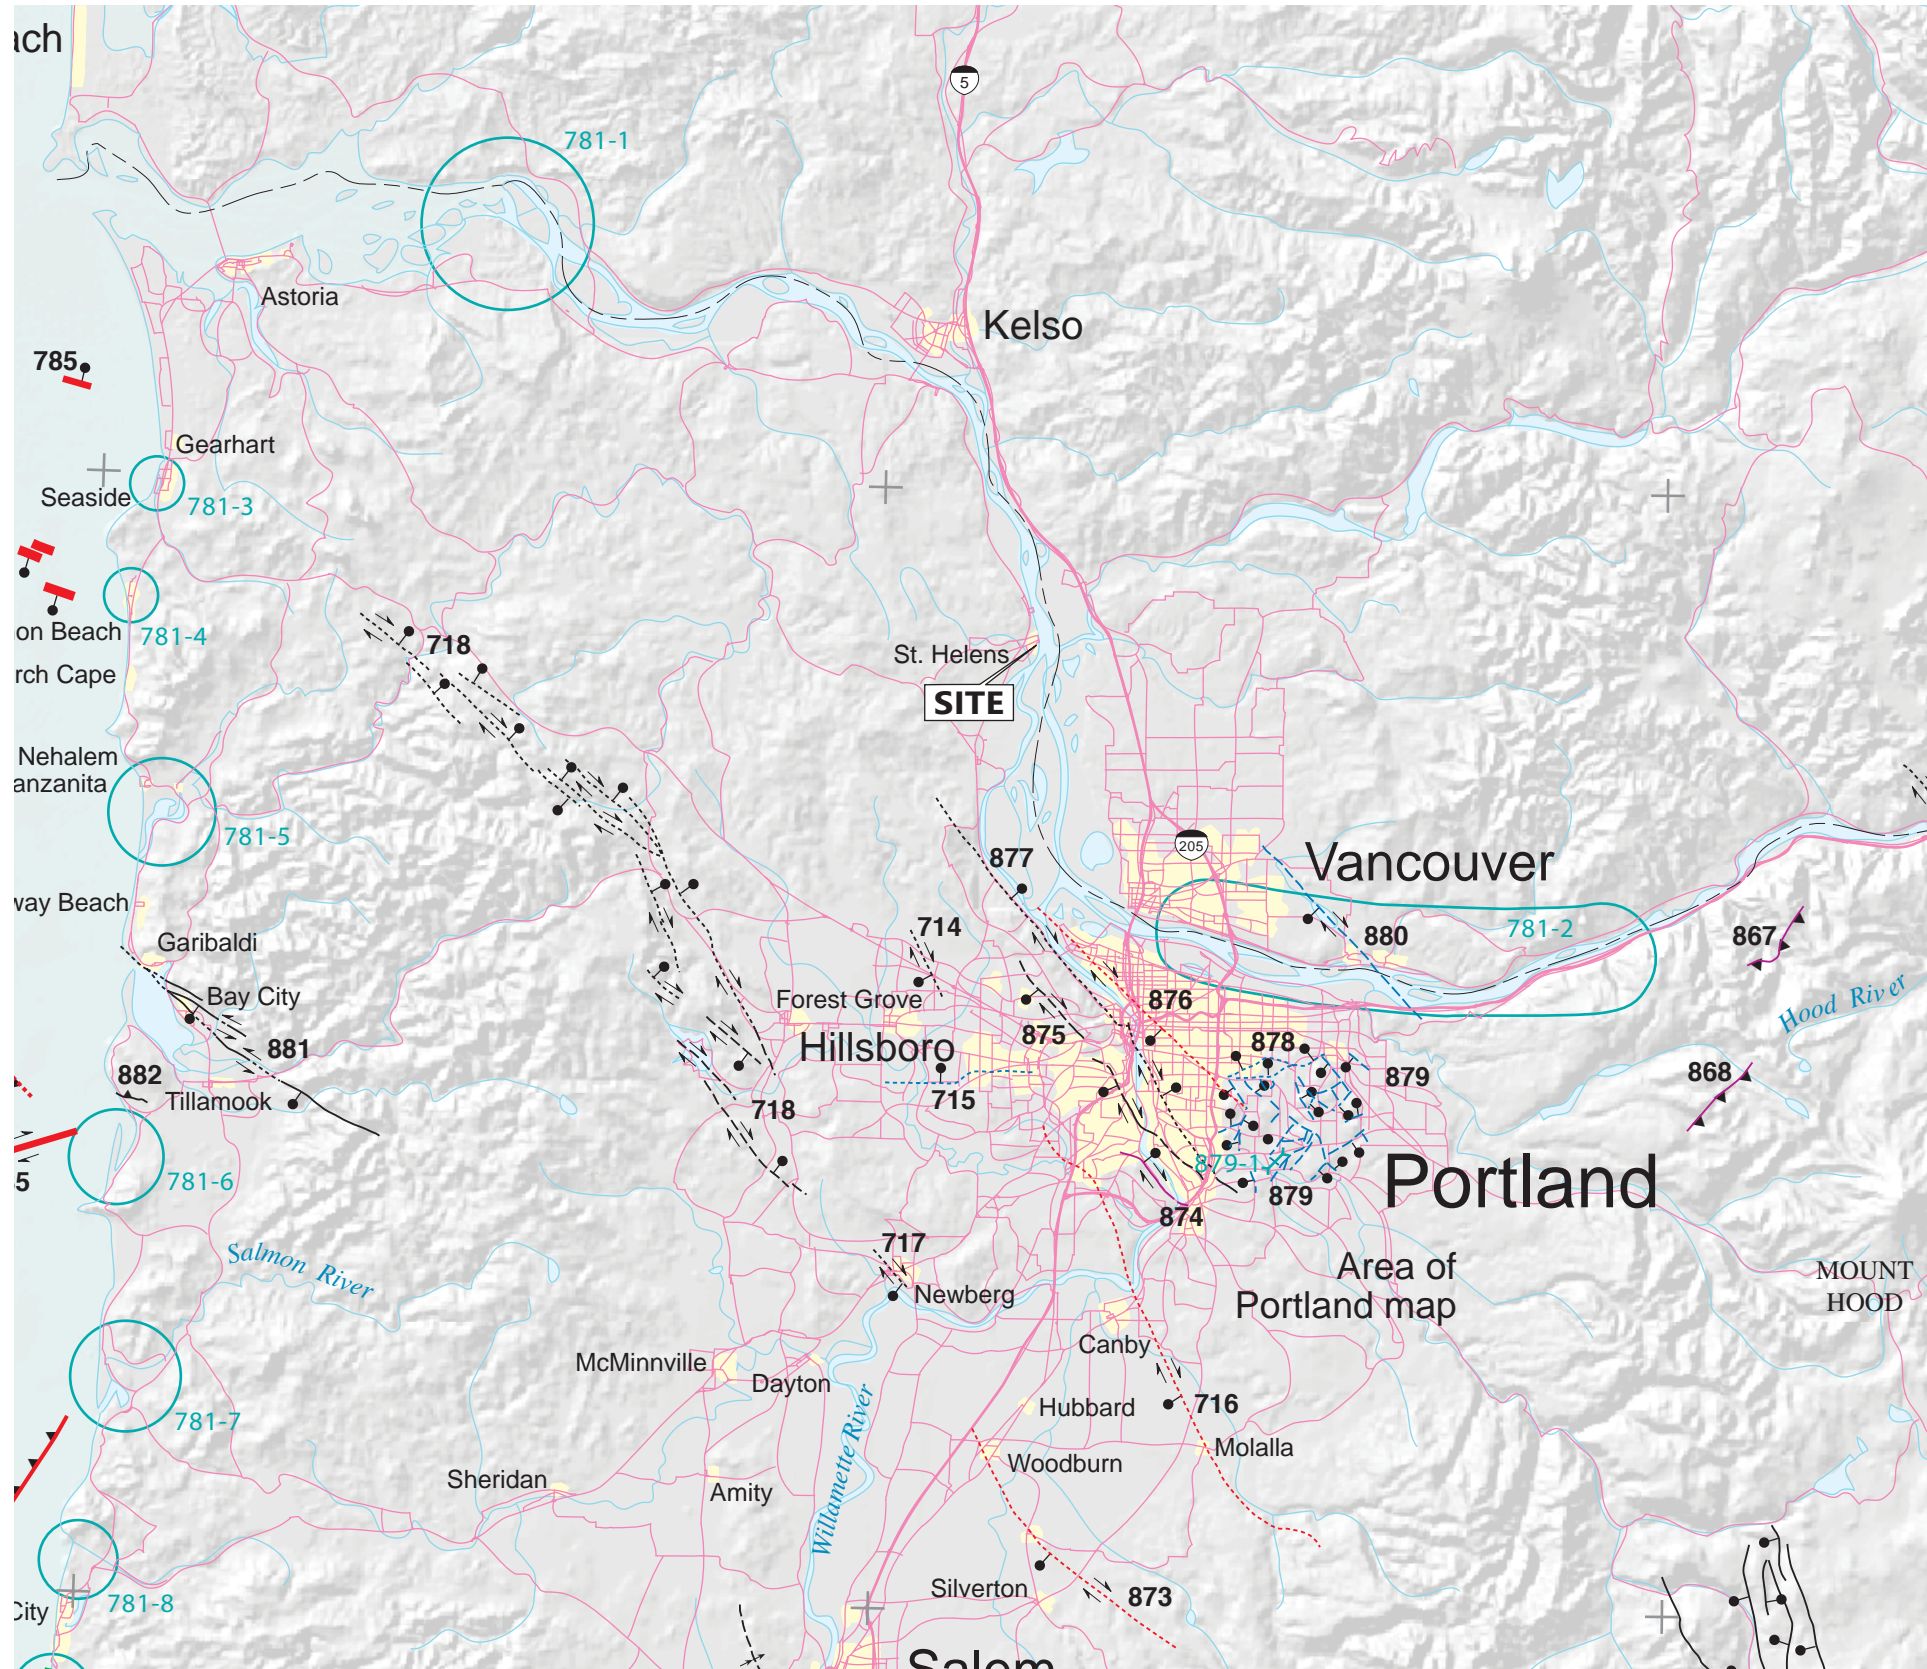 ach
5
781-1
Astoria
Kelso
785
Gearhart
Seaside
781-3
on Beach
781-4
718
St. Helens
rch Cape
SITE
Nehalem
anzanita
781-5
205
Vancouver
877
way Beach
714
781-2
880
867
Garibaldi
Bay City
Forest Grove
876
Hood River
875
878
881
Hillsboro
882
868
879
Tillamook
718
715
5
781-6
879-1,
Portland
879
874
717
Salmon River
Area of
Portland map
MOUNT
HOOD
Newberg
Canby
McMinnville
Dayton
716
Hubbard
781-7
Molalla
Woodburn
Sheridan
Amity
Willamette River
Silverton
873
781-8
City
Salem